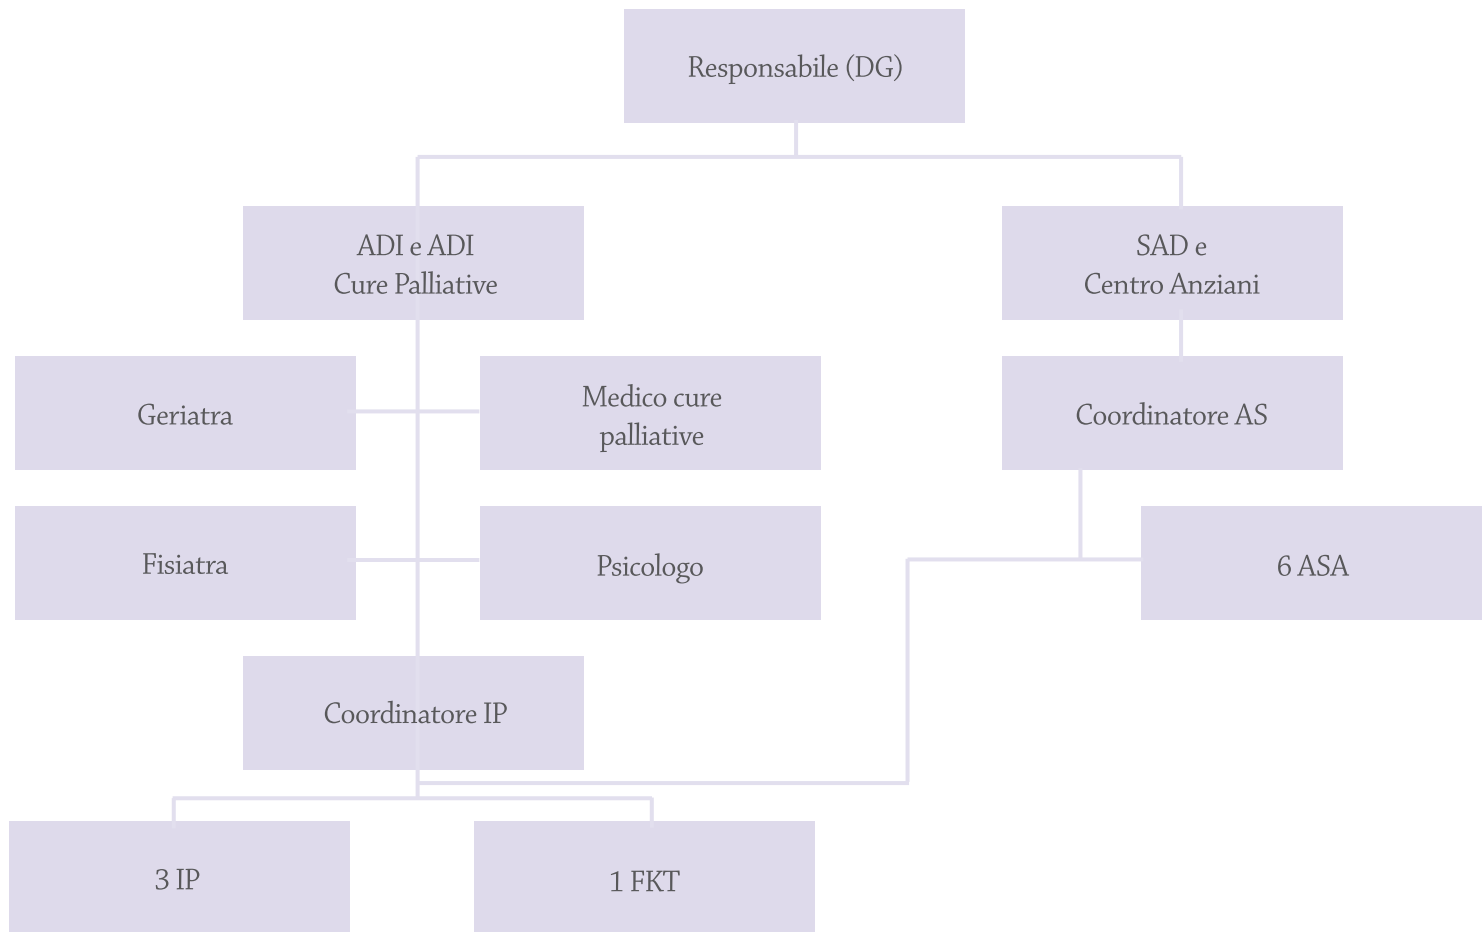 Responsabile (DG)
ADI e ADI
Cure Palliative
SAD e
Centro Anziani
Geriatra
Medico cure
palliative
Coordinatore AS
Fisiatra
Psicologo
6 ASA
Coordinatore IP
3 IP
1 FKT